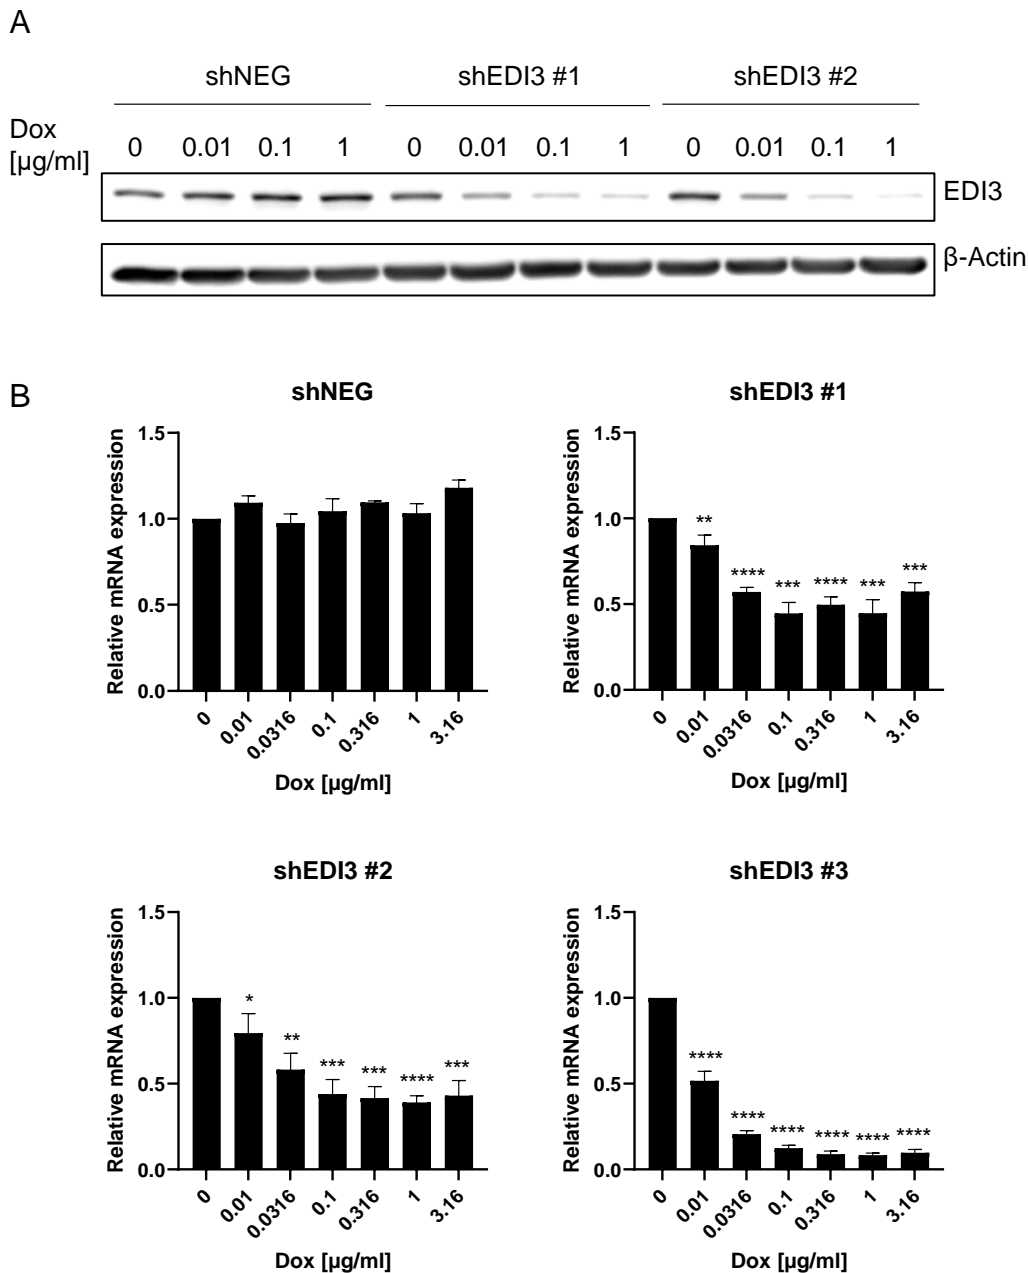 A
shNEG shEDI3 #1 shEDI3 #2
Dox
[µg/ml] 0 0.01 0.1 1 0 0.01 0.1 1 0 0.01 0.1 1
EDI3
β-Actin
B
shNEG
Relative mRNA expression
1.5
1.0
0.5
0.0
0 0.01 0.0316 0.1 0.316 1 3.16
Dox [µg/ml]
shEDI3 #1
Relative mRNA expression
1.5
1.0
0.5
0.0
** **** *** **** *** ***
0 0.01 0.0316 0.1 0.316 1 3.16
Dox [µg/ml]
shEDI3 #2
Relative mRNA expression
1.5
1.0
0.5
0.0
* ** *** *** **** ***
0 0.01 0.0316 0.1 0.316 1 3.16
Dox [µg/ml]
shEDI3 #3
Relative mRNA expression
1.5
1.0
0.5
0.0
**** **** **** **** **** ****
0 0.01 0.0316 0.1 0.316 1 3.16
Dox [µg/ml]